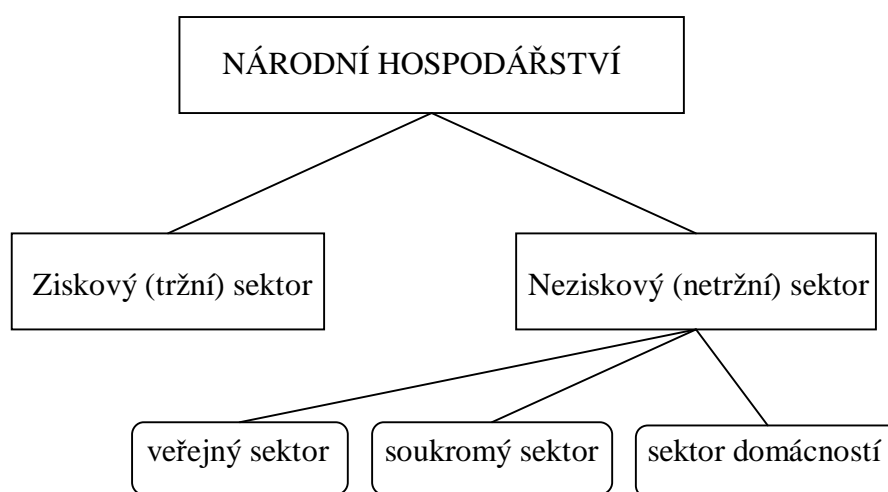 NÁRODNÍ HOSPODÁŘSTVÍ
Ziskový (tržní) sektor
Neziskový (netržní) sektor
veřejný sektor
soukromý sektor
sektor domácností